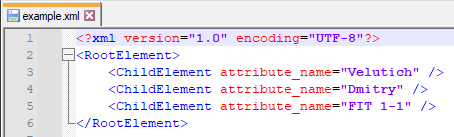 example.xml
1 <?xml version="1.0" encoding="UTF-8"?>
2 <RootElement>
3 <ChildElement attribute_name="Velutich" />
4 <ChildElement attribute_name="Dmitry" />
5 <ChildElement attribute_name="FIT 1-1" />
6 </RootElement>